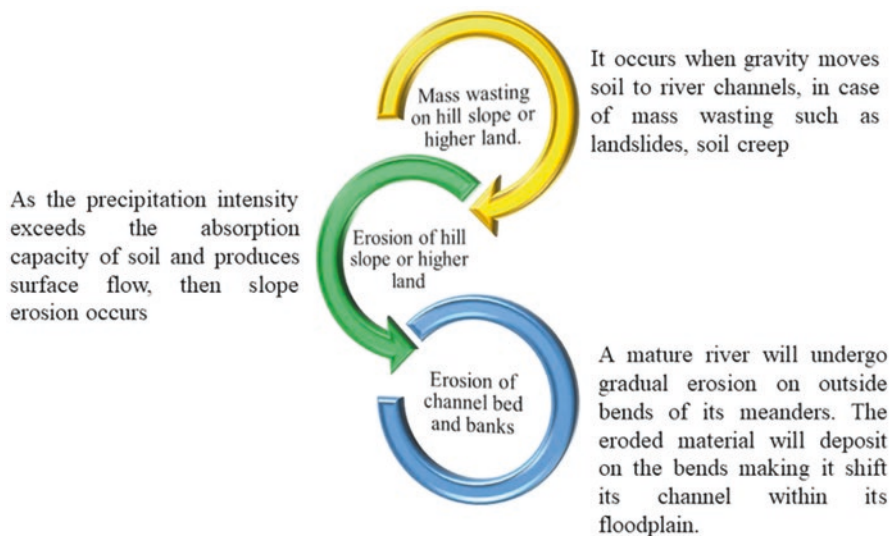 Mass wasting
on hill slope or
higher land.
It occurs when gravity moves
soil to river channels, in case
of mass wasting such as
landslides, soil creep
As the precipitation intensity
exceeds the absorption
capacity of soil and produces
surface flow, then slope
erosion occurs
Erosion of hill
slope or higher
land
Erosion of
channel bed
and banks
A mature river will undergo
gradual erosion on outside
bends of its meanders. The
eroded material will deposit
on the bends making it shift
its channel within its
floodplain.